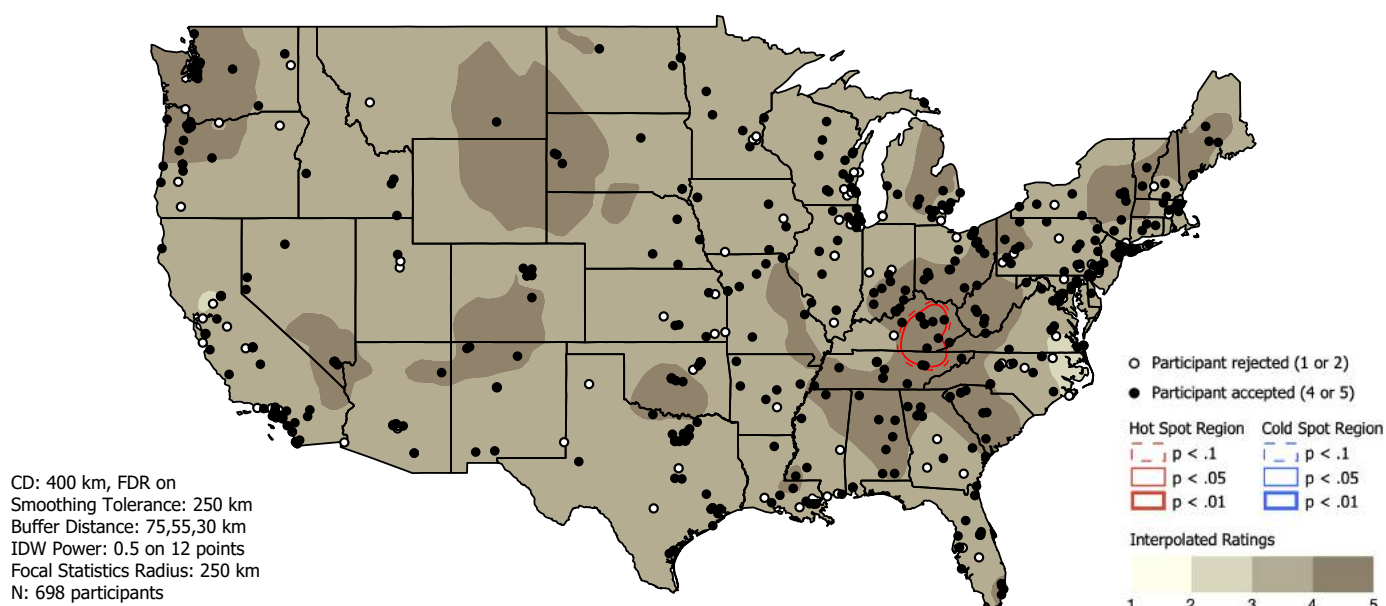 Participant rejected (1 or 2)
Participant accepted (4 or 5)
Hot Spot Region Cold Spot Region
p < .1 p < .1
p < .05 p < .05
p < .01 p < .01
Interpolated Ratings
1 2 3 4 5
CD: 400 km, FDR on
Smoothing Tolerance: 250 km
Buffer Distance: 75,55,30 km
IDW Power: 0.5 on 12 points
Focal Statistics Radius: 250 km
N: 698 participants